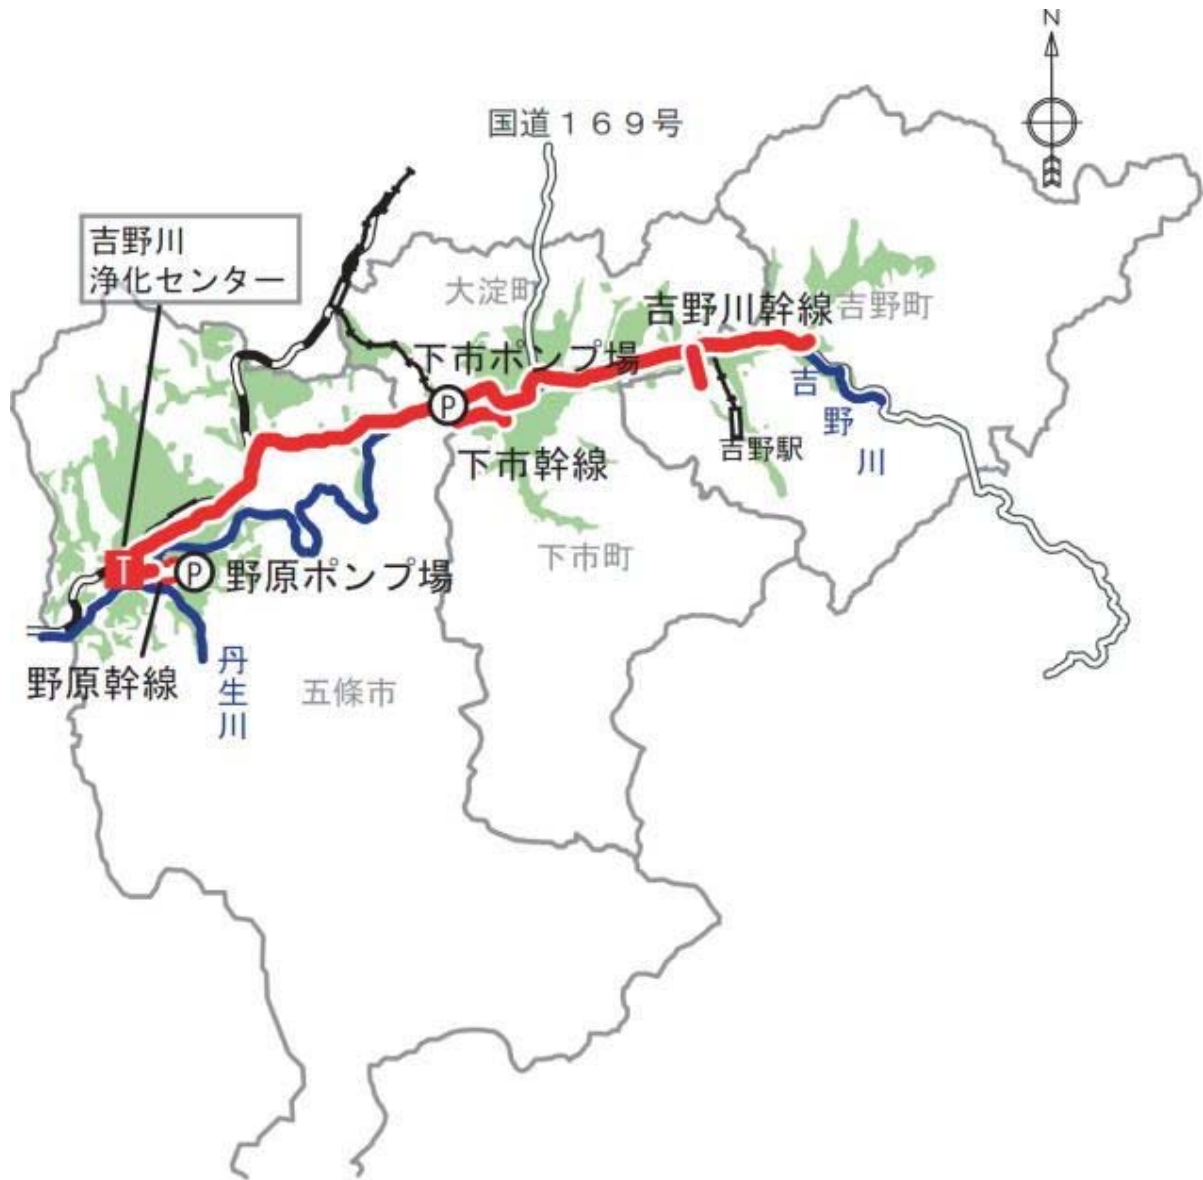 N
国道１６９号
吉野川
浄化センター
大淀町
吉野川幹線
吉野町
下市ポンプ場
P
吉野川
吉野駅
下市幹線
下市町
T
P
野原ポンプ場
野原幹線
丹生川
五條市